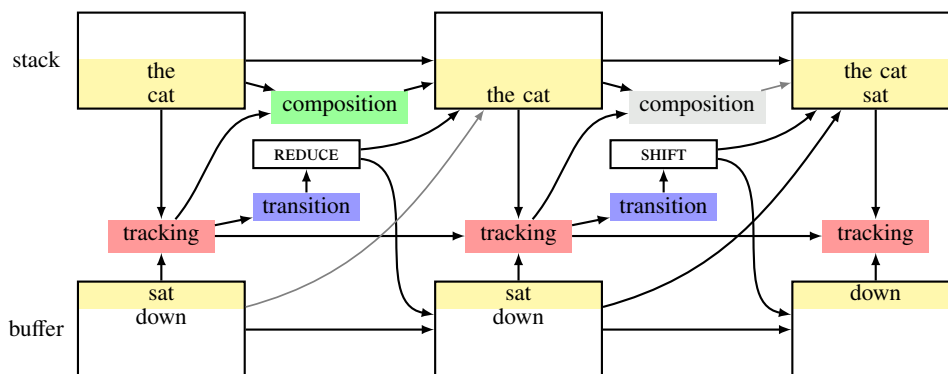 stack
the
cat
the cat
the cat
sat
composition
composition
REDUCE
SHIFT
transition
transition
tracking
tracking
tracking
buffer
sat
down
sat
down
down